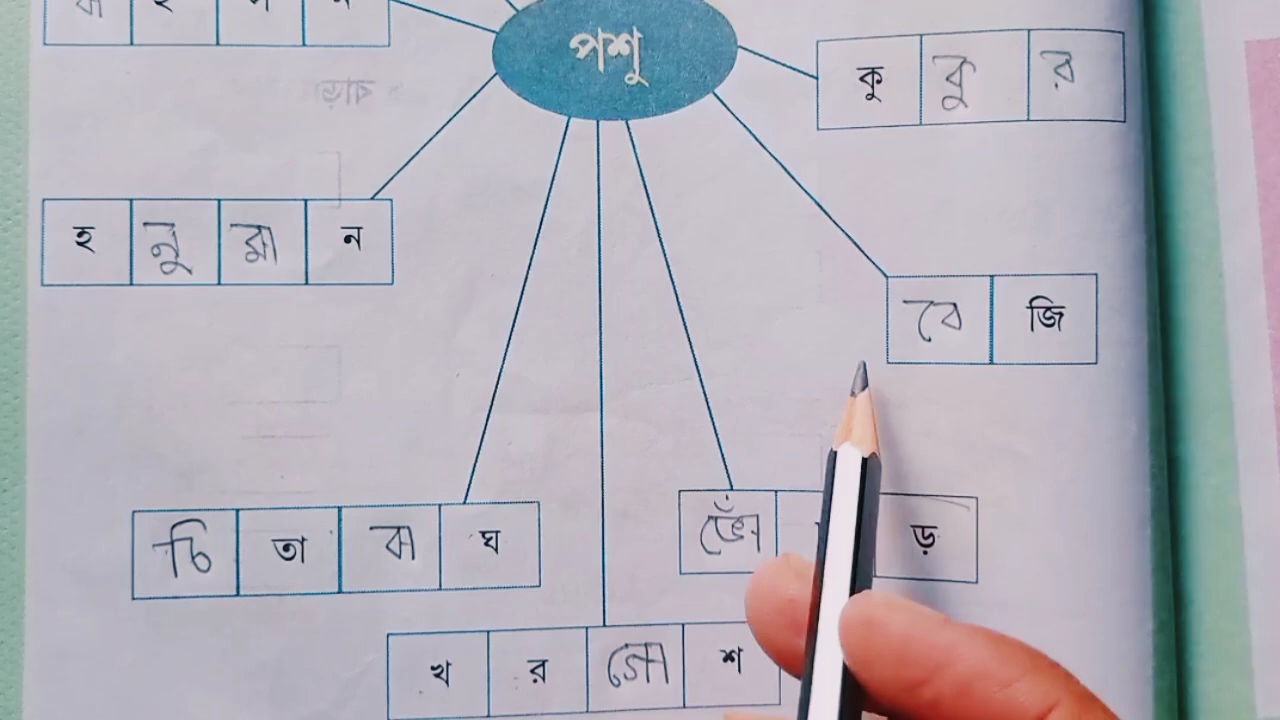 পশু
কু কু র
হ নু মা ন
বে জি
চি তা বা ঘ
ভোঁ ড়
খ র গো শ